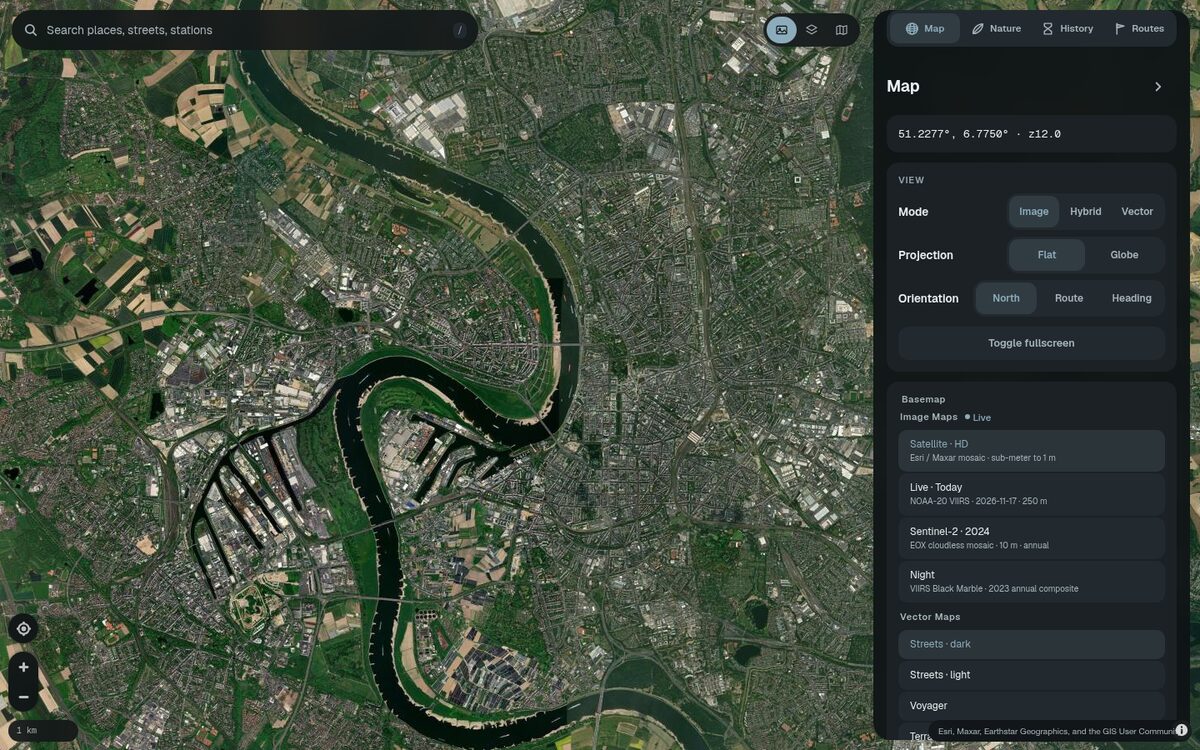 Search places, streets, stations /
Map Nature History Routes
Map
51.2277°, 6.7750° · z12.0
VIEW
Mode Image Hybrid Vector
Projection Flat Globe
Orientation North Route Heading
Toggle fullscreen
Basemap
Image Maps Live
Satellite · HD
Esri / Maxar mosaic · sub-meter to 1 m
Live · Today
NOAA-20 VIIRS · 2026-11-17 · 250 m
Sentinel-2 · 2024
EOX cloudless mosaic · 10 m · annual
Night
VIIRS Black Marble · 2023 annual composite
Vector Maps
Streets · dark
Streets · light
Voyager
Esri, Maxar, Earthstar Geographics, and the GIS User
1 km